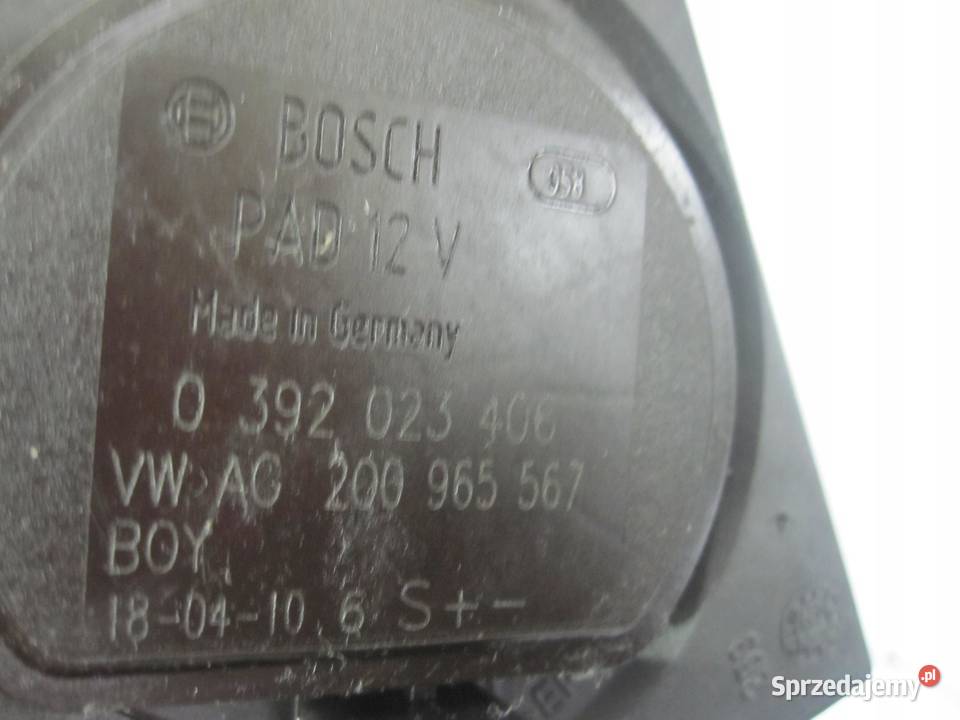 BOSCH
958
PAD 12 V
Made in Germany
0 392 023 406
VW AG 2Q0 965 567
BOY
18-04-10 6 S + -
Sprzedajemy.pl